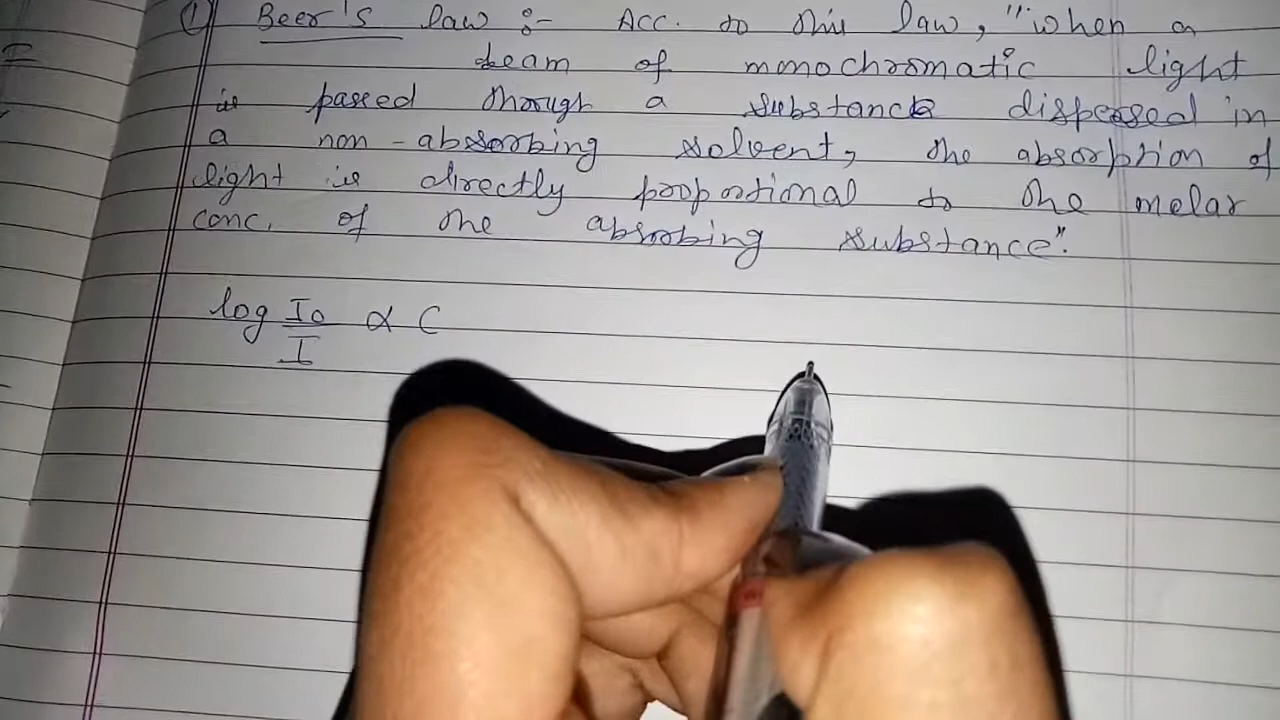 ① Beer's law :- Acc. to this law, "when a
beam of monochromatic light
is passed through a substance dispersed in
a non-absorbing solvent, the absorption of
light is directly proportional to the molar
conc. of the absorbing substance".
log I₀/I ∝ C